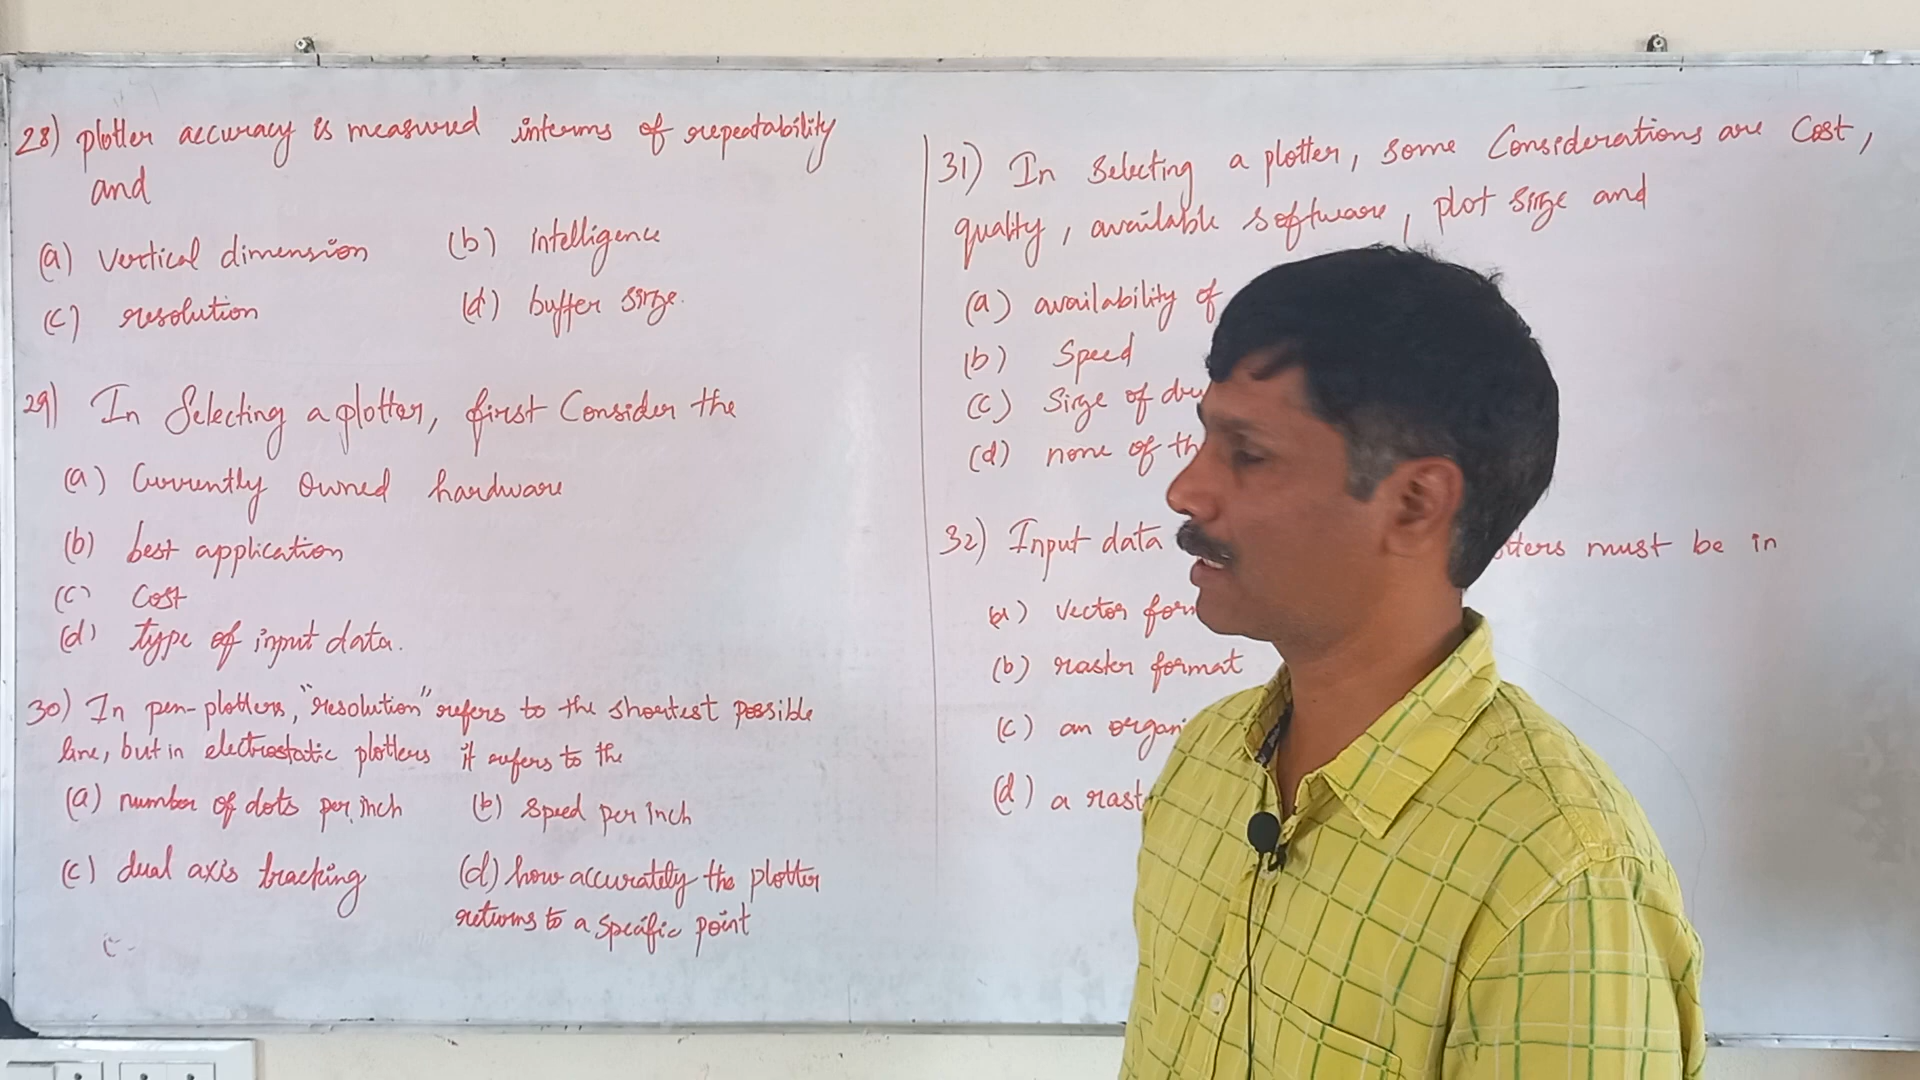 28) plotter accuracy is measured interms of repeatability
and
(a) vertical dimension (b) intelligence
(c) resolution (d) buffer size.
29) In Selecting a plotter, first Consider the
(a) Currently owned hardware
(b) best application
(c) cost
(d) type of input data.
30) In pen-plotters, "resolution" refers to the shortest possible
line, but in electrostatic plotters it refers to the
(a) number of dots per inch (b) speed per inch
(c) dual axis tracking (d) how accurately the plotter
returns to a specific point
31) In Selecting a plotter, some Considerations are Cost,
quality, available software, plot size and
(a) availability of
(b) Speed
(c) Size of
(d) none of
32) Input data must be in
(a) vector
(b) raster format
(c) an
(d) a